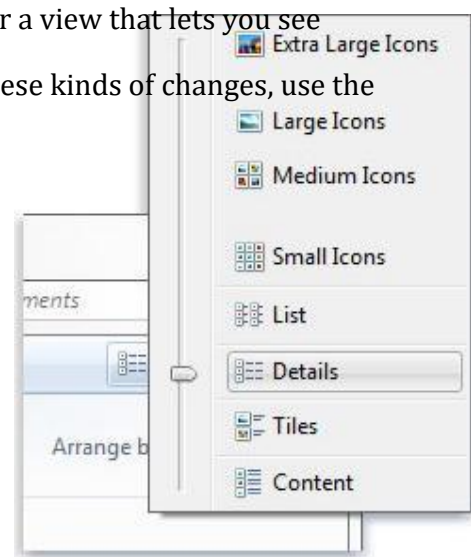 r a view that lets you see
Extra Large Icons
ese kinds of changes, use the
Large Icons
Medium Icons
Small Icons
ments
List
Details
Arrange b
Tiles
Content